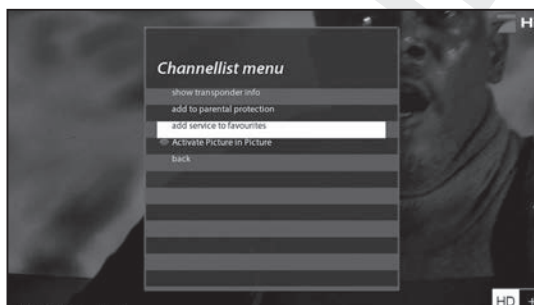 H
Channellist menu
show transponder info
add to parental protection
add service to favourites
Activate Picture in Picture
back
HD +